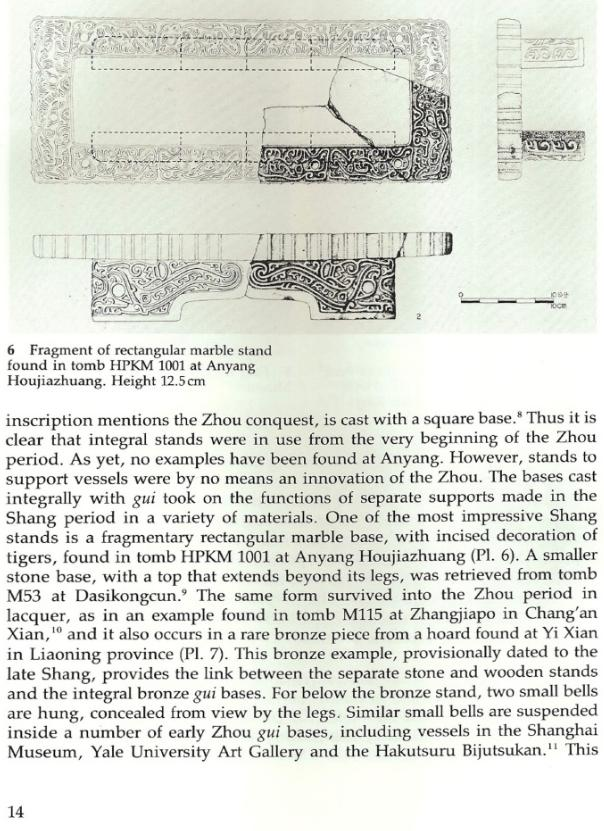 0
10cm
2
6 Fragment of rectangular marble stand
found in tomb HPKM 1001 at Anyang
Houjiazhuang. Height 12.5 cm
inscription mentions the Zhou conquest, is cast with a square base.⁸ Thus it is
clear that integral stands were in use from the very beginning of the Zhou
period. As yet, no examples have been found at Anyang. However, stands to
support vessels were by no means an innovation of the Zhou. The bases cast
integrally with gui took on the functions of separate supports made in the
Shang period in a variety of materials. One of the most impressive Shang
stands is a fragmentary rectangular marble base, with incised decoration of
tigers, found in tomb HPKM 1001 at Anyang Houjiazhuang (Pl. 6). A smaller
stone base, with a top that extends beyond its legs, was retrieved from tomb
M53 at Dasikongcun.⁹ The same form survived into the Zhou period in
lacquer, as in an example found in tomb M115 at Zhangjiapo in Chang'an
Xian,¹⁰ and it also occurs in a rare bronze piece from a hoard found at Yi Xian
in Liaoning province (Pl. 7). This bronze example, provisionally dated to the
late Shang, provides the link between the separate stone and wooden stands
and the integral bronze gui bases. For below the bronze stand, two small bells
are hung, concealed from view by the legs. Similar small bells are suspended
inside a number of early Zhou gui bases, including vessels in the Shanghai
Museum, Yale University Art Gallery and the Hakutsuru Bijutsukan.¹¹ This
14